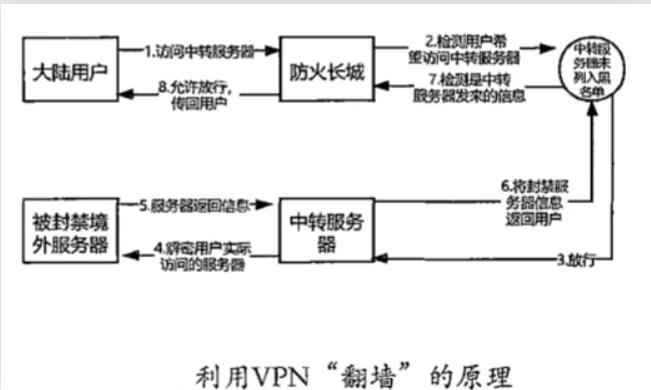 1.访问中转服务器
2.检测用户希
望访问中转服务器
大陆用户
防火长城
中转服
务器未
列入黑
名单
8.允许放行,
传回用户
7.检测是中转
服务器发来的信息
5.服务器返回信息
6.将封禁服
务器信息
返回用户
被封禁境
外服务器
中转服务
器
4.解密用户实际
访问的服务器
3.放行
利用VPN“翻墙”的原理